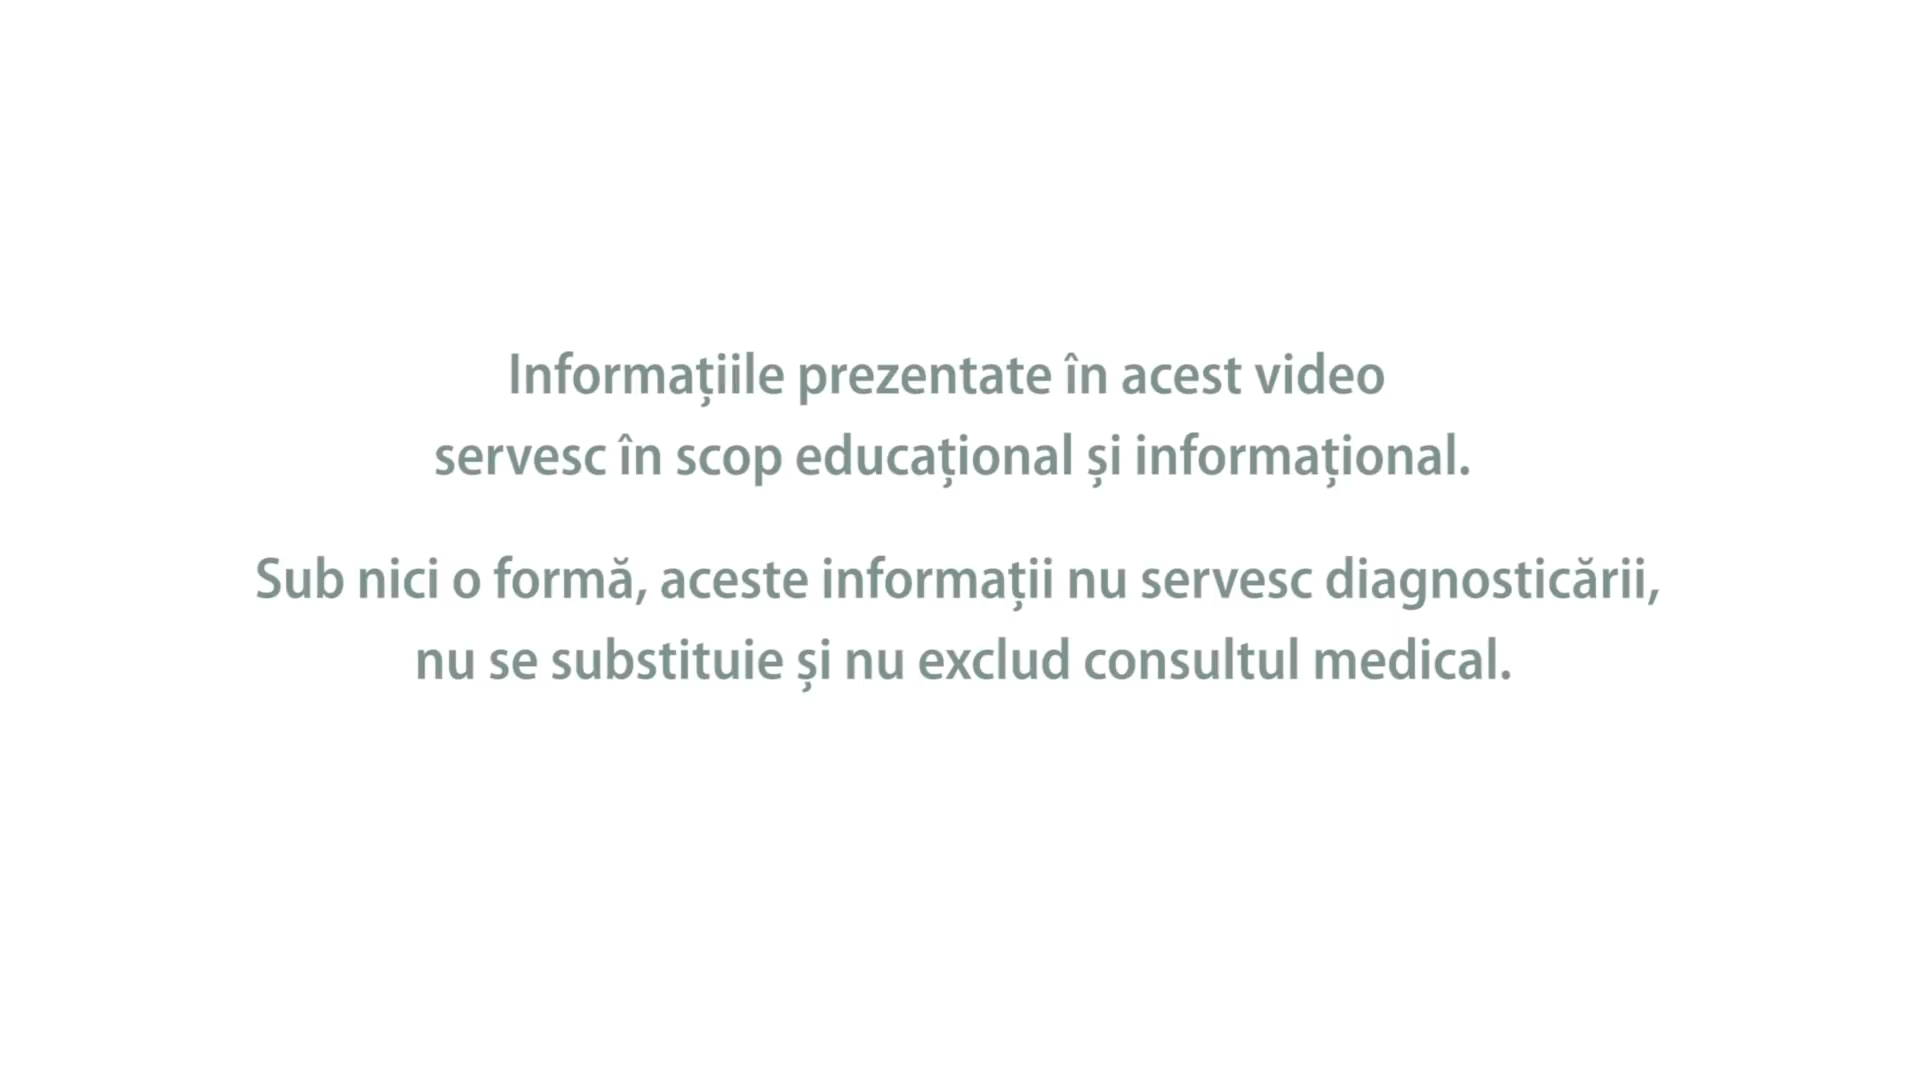 Informațiile prezentate în acest video
servesc în scop educațional și informațional.
Sub nici o formă, aceste informații nu servesc diagnosticării,
nu se substituie și nu exclud consultul medical.